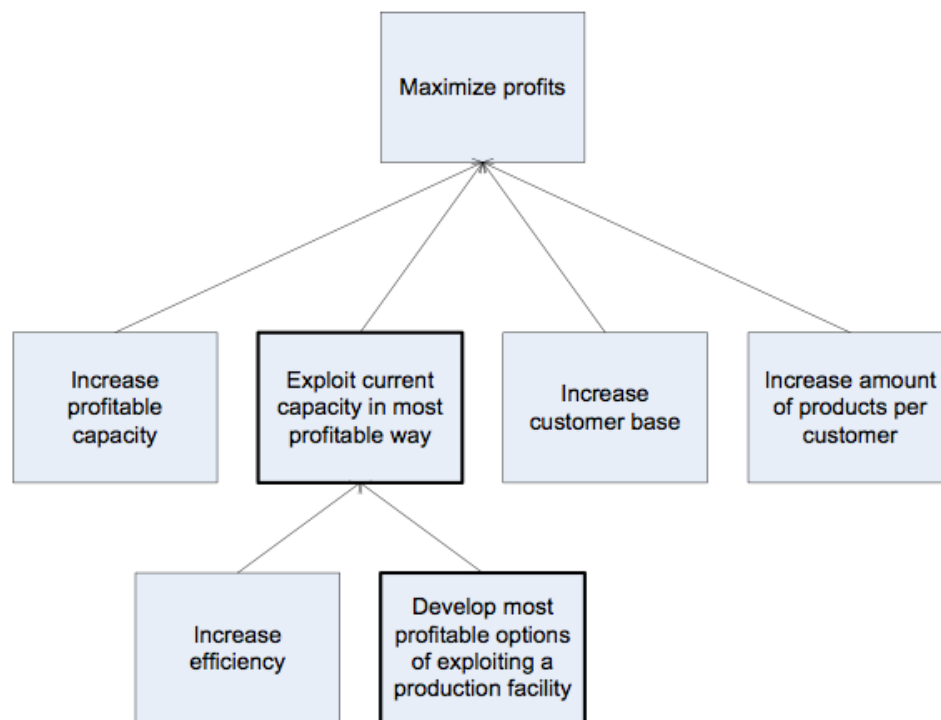 Maximize profits
Increase
profitable
capacity
Exploit current
capacity in most
profitable way
Increase
customer base
Increase amount
of products per
customer
Increase
efficiency
Develop most
profitable options
of exploiting a
production facility